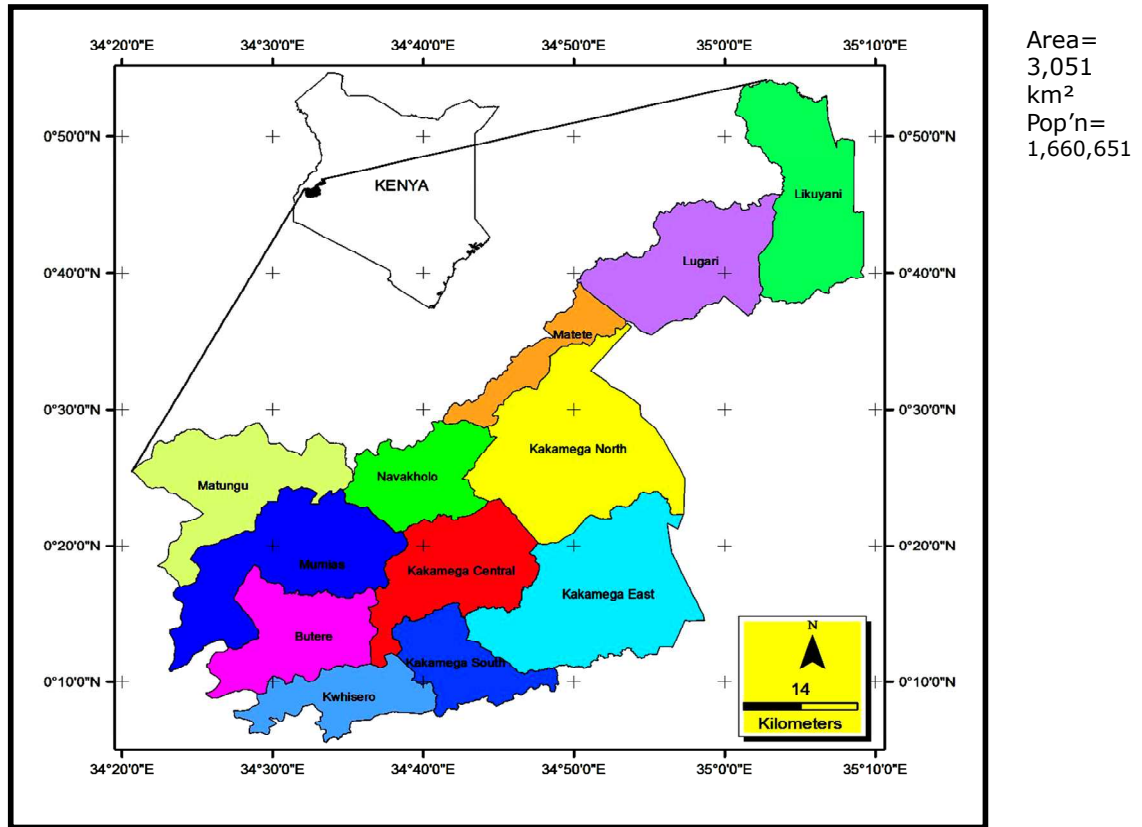 34°20'0"E 34°30'0"E 34°40'0"E 34°50'0"E 35°0'0"E 35°10'0"E
Area=
3,051
km²
Pop'n=
1,660,651
0°50'0"N 0°50'0"N
KENYA
Likuyani
Lugari
0°40'0"N 0°40'0"N
Matete
0°30'0"N 0°30'0"N
Kakamega North
Navakholo
Matungu
0°20'0"N 0°20'0"N
Mumias
Kakamega Central
Kakamega East
Butere
Kakamega South
Kwhisero
0°10'0"N 0°10'0"N
N
14
Kilometers
34°20'0"E 34°30'0"E 34°40'0"E 34°50'0"E 35°0'0"E 35°10'0"E